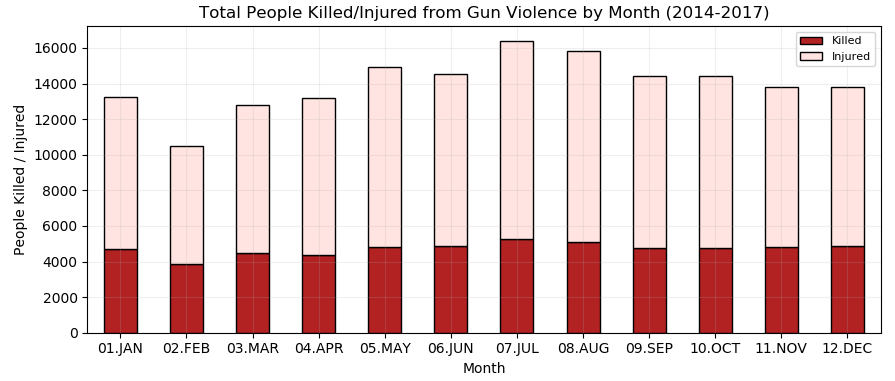 Total People Killed/Injured from Gun Violence by Month (2014-2017)
Killed
Injured
16000
14000
12000
10000
8000
6000
4000
2000
0
People Killed / Injured
01.JAN 02.FEB 03.MAR 04.APR 05.MAY 06.JUN 07.JUL 08.AUG 09.SEP 10.OCT 11.NOV 12.DEC
Month